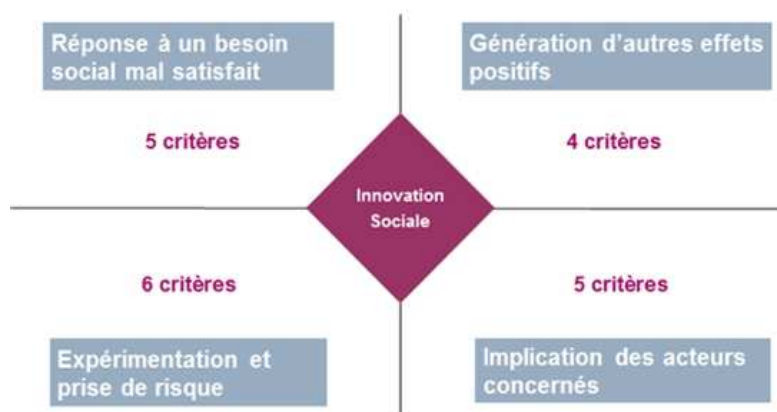 Réponse à un besoin
social mal satisfait
Génération d'autres effets
positifs
5 critères
4 critères
Innovation
Sociale
6 critères
5 critères
Expérimentation et
prise de risque
Implication des acteurs
concernés